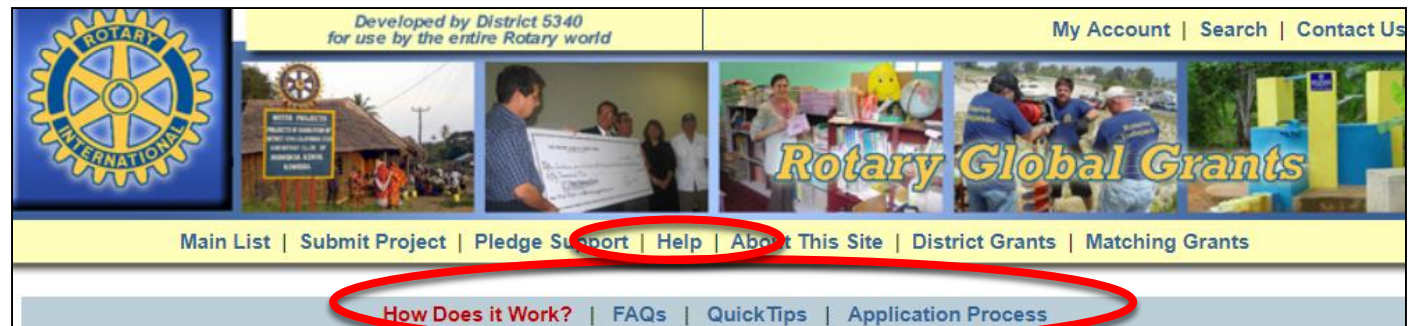 Developed by District 5340
for use by the entire Rotary world
My Account | Search | Contact Us
ROTARY
INTERNATIONAL
Rotary Global Grants
Main List | Submit Project | Pledge Support | Help | About This Site | District Grants | Matching Grants
How Does it Work? | FAQs | QuickTips | Application Process